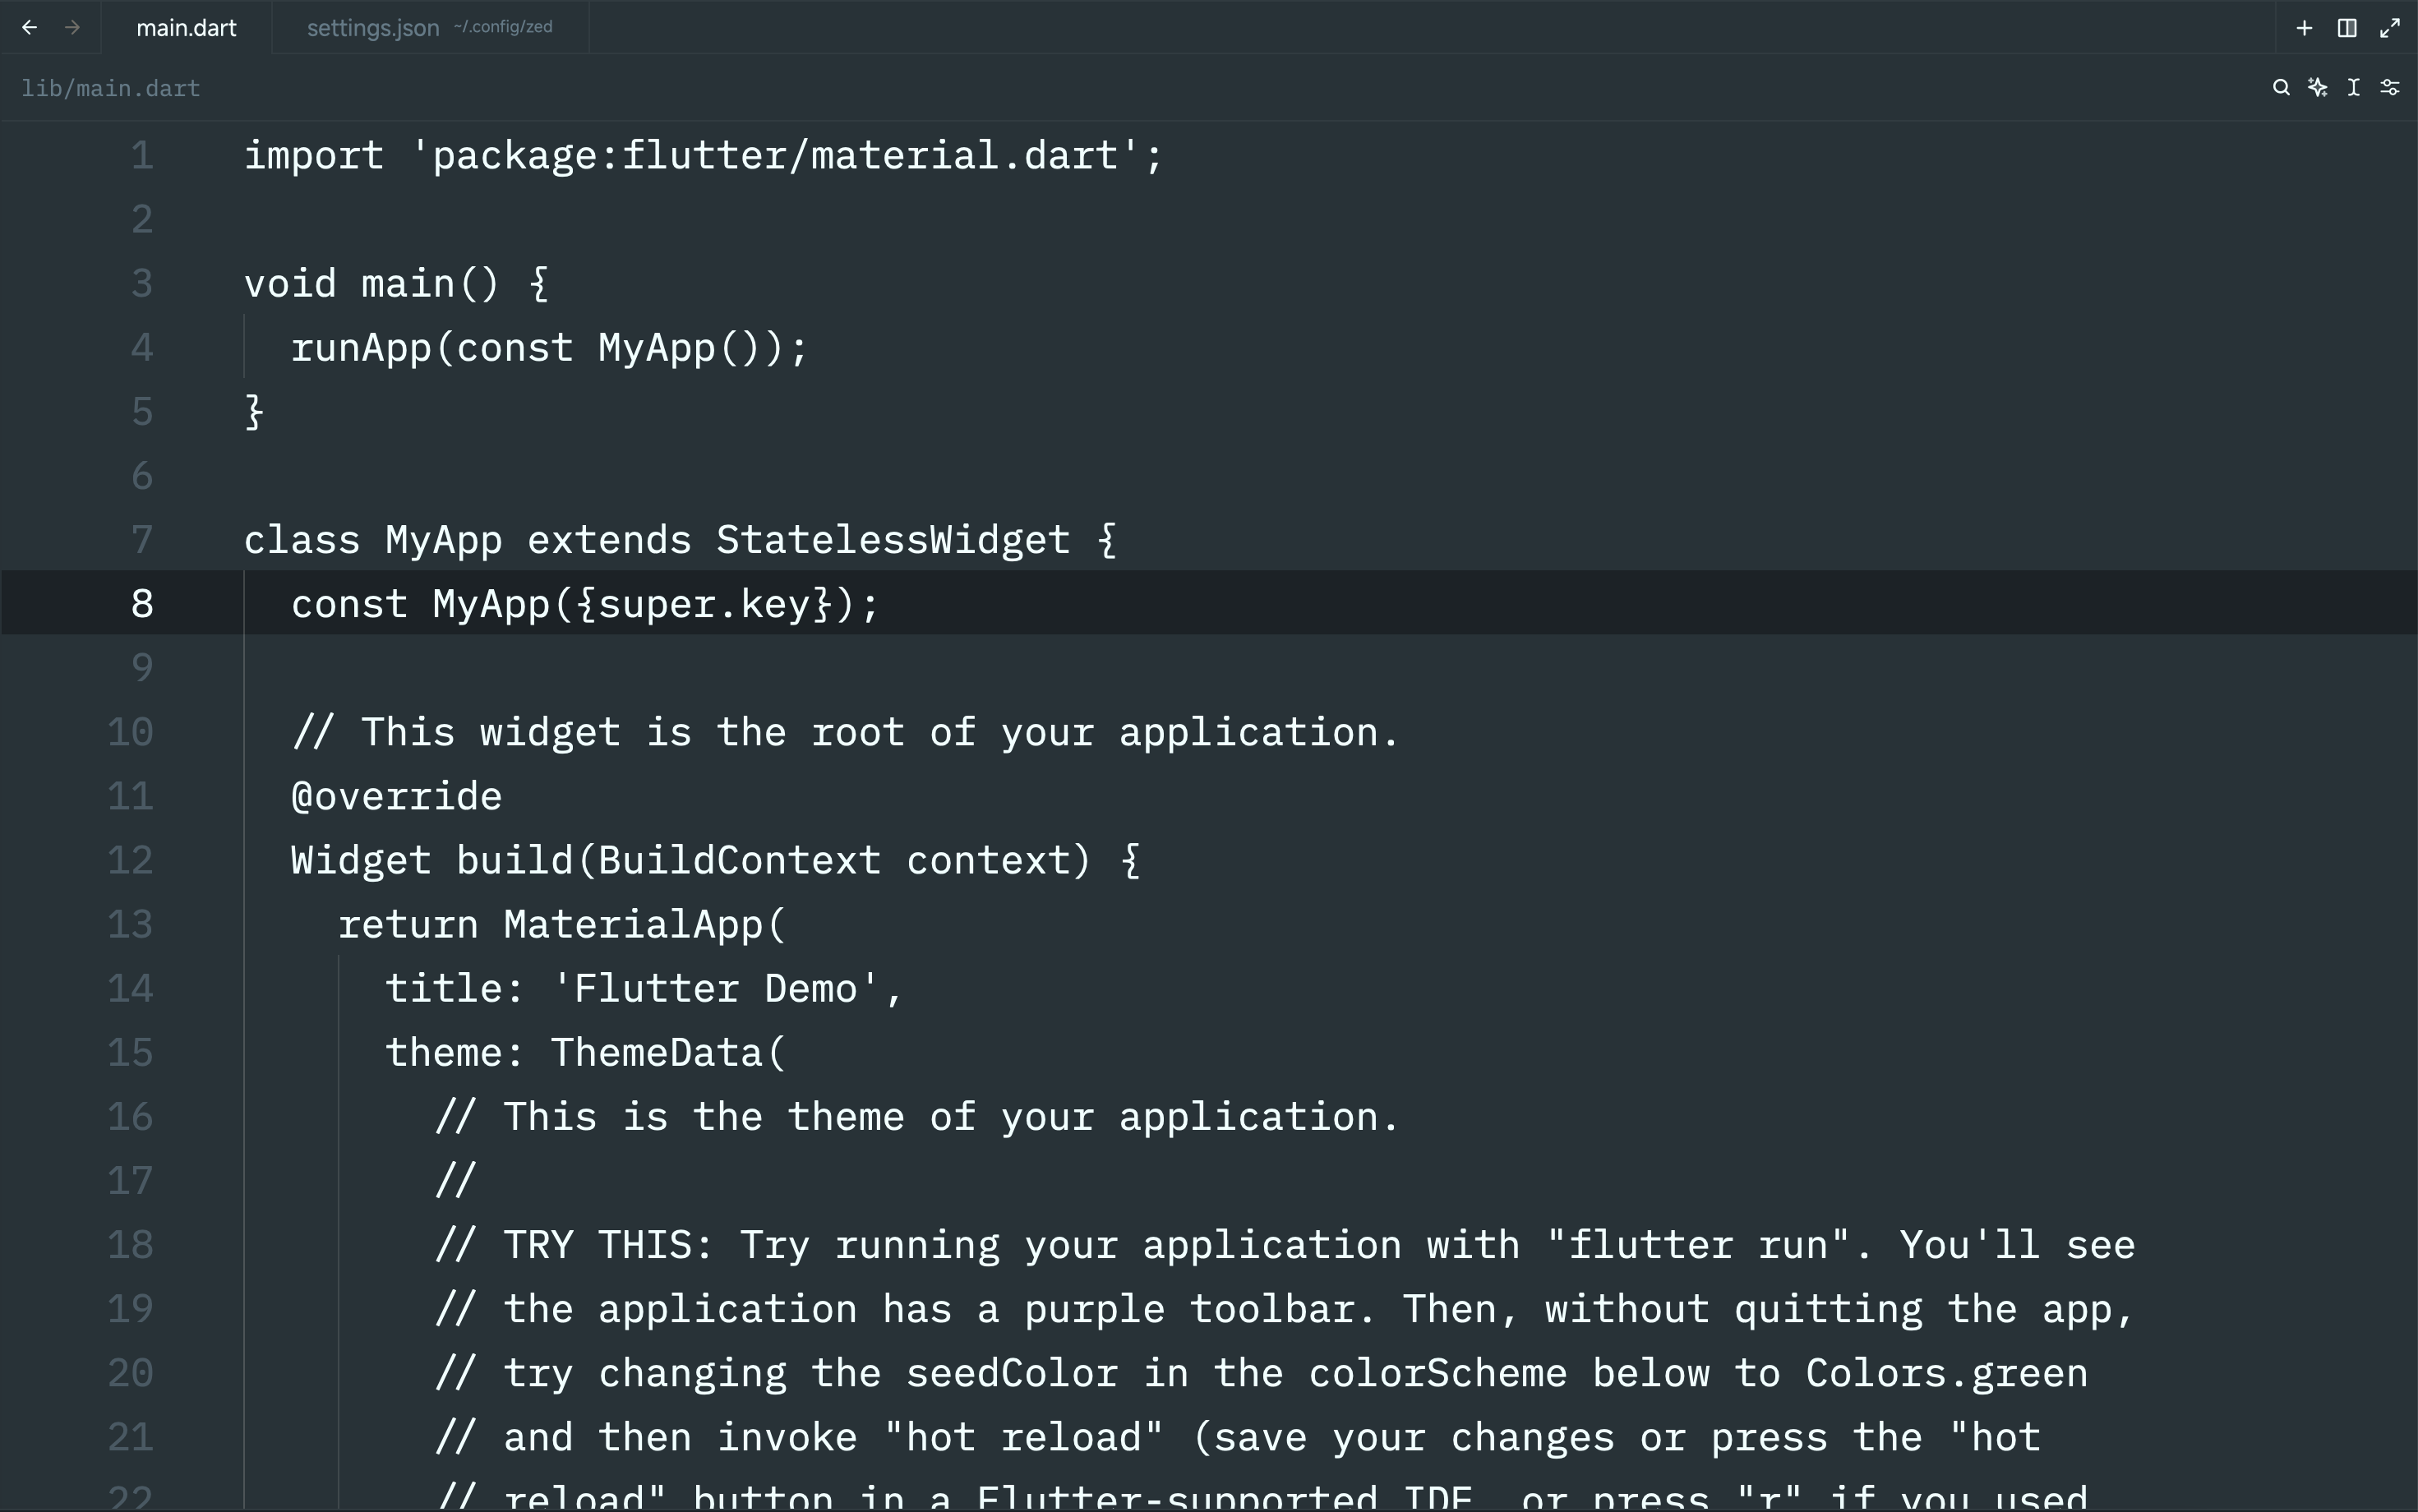 main.dart
settings.json ~/.config/zed
lib/main.dart
1 import 'package:flutter/material.dart';
2
3 void main() {
4   runApp(const MyApp());
5 }
6
7 class MyApp extends StatelessWidget {
8   const MyApp({super.key});
9
10   // This widget is the root of your application.
11   @override
12   Widget build(BuildContext context) {
13     return MaterialApp(
14       title: 'Flutter Demo',
15       theme: ThemeData(
16         // This is the theme of your application.
17         //
18         // TRY THIS: Try running your application with "flutter run". You'll see
19         // the application has a purple toolbar. Then, without quitting the app,
20         // try changing the seedColor in the colorScheme below to Colors.green
21         // and then invoke "hot reload" (save your changes or press the "hot
22         // reload" button in a Flutter-supported IDE, or press "r" if you used